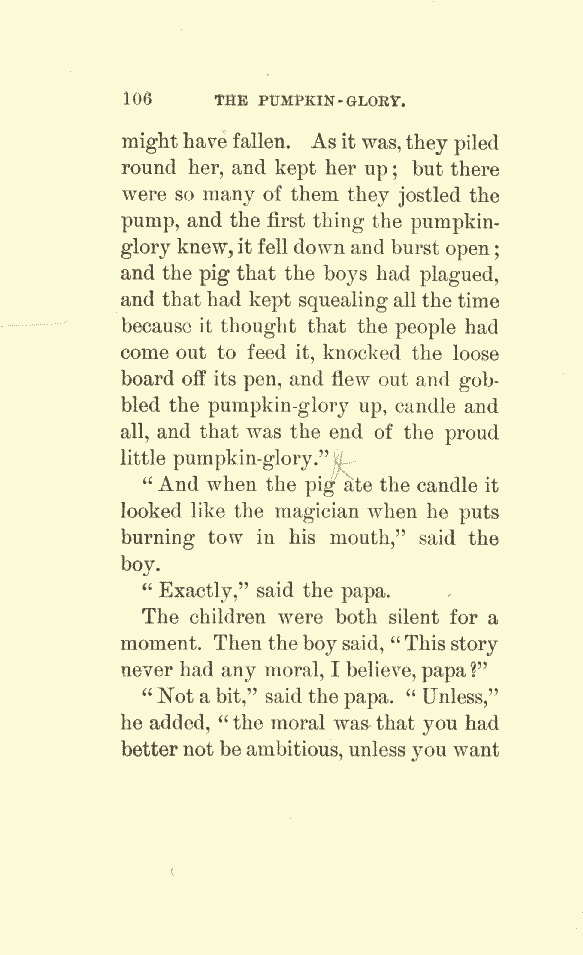 106 THE PUMPKIN-GLORY.
might have fallen. As it was, they piled
round her, and kept her up; but there
were so many of them they jostled the
pump, and the first thing the pumpkin-
glory knew, it fell down and burst open;
and the pig that the boys had plagued,
and that had kept squealing all the time
because it thought that the people had
come out to feed it, knocked the loose
board off its pen, and flew out and gob-
bled the pumpkin-glory up, candle and
all, and that was the end of the proud
little pumpkin-glory."
"And when the pig ate the candle it
looked like the magician when he puts
burning tow in his mouth," said the
boy.
"Exactly," said the papa.
The children were both silent for a
moment. Then the boy said, "This story
never had any moral, I believe, papa?"
"Not a bit," said the papa. "Unless,"
he added, "the moral was that you had
better not be ambitious, unless you want